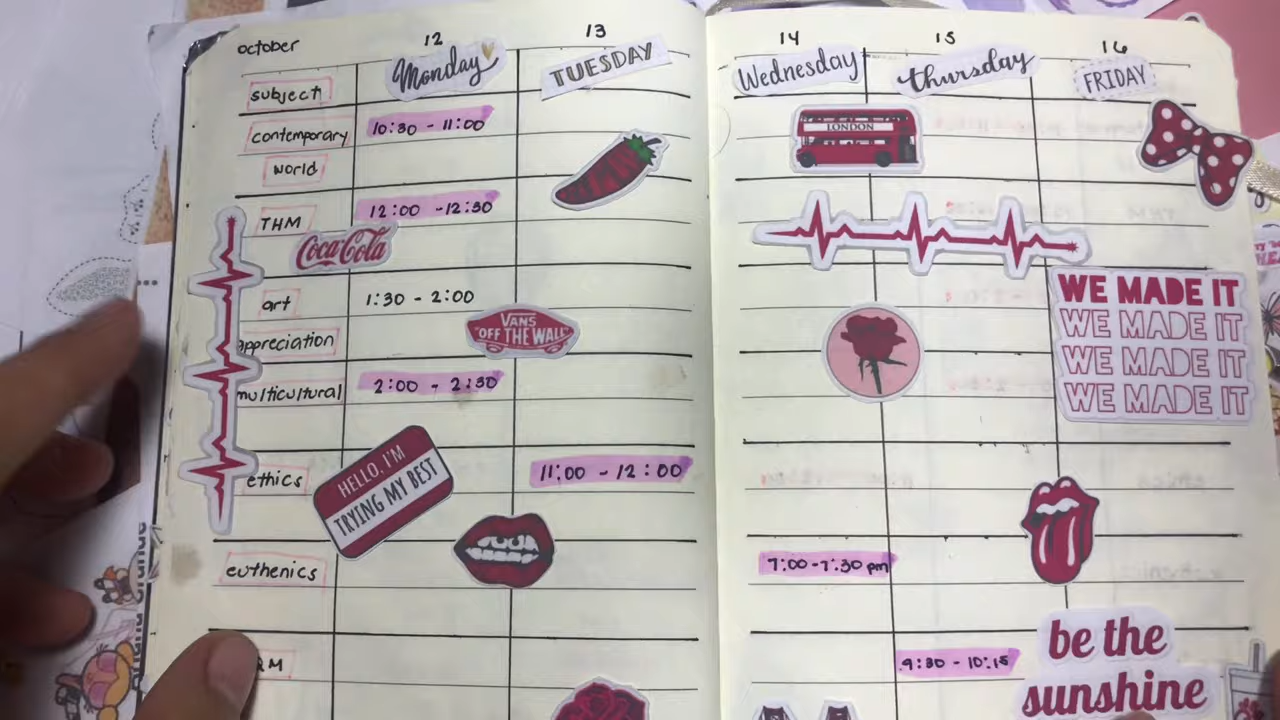 october 12 13 14 15 16
Monday TUESDAY Wednesday thursday FRIDAY
subject
contemporary 10:30 - 11:00
world
LONDON
THM 12:00 - 12:30
Coca-Cola
art 1:30 - 2:00
appreciation
VANS
"OFF THE WALL"
WE MADE IT
WE MADE IT
WE MADE IT
WE MADE IT
multicultural 2:00 - 2:30
HELLO. I'M
TRYING MY BEST
ethics 11:00 - 12:00
euthenics 7:00 - 7:30 pm
9:30 - 10:15
be the
sunshine